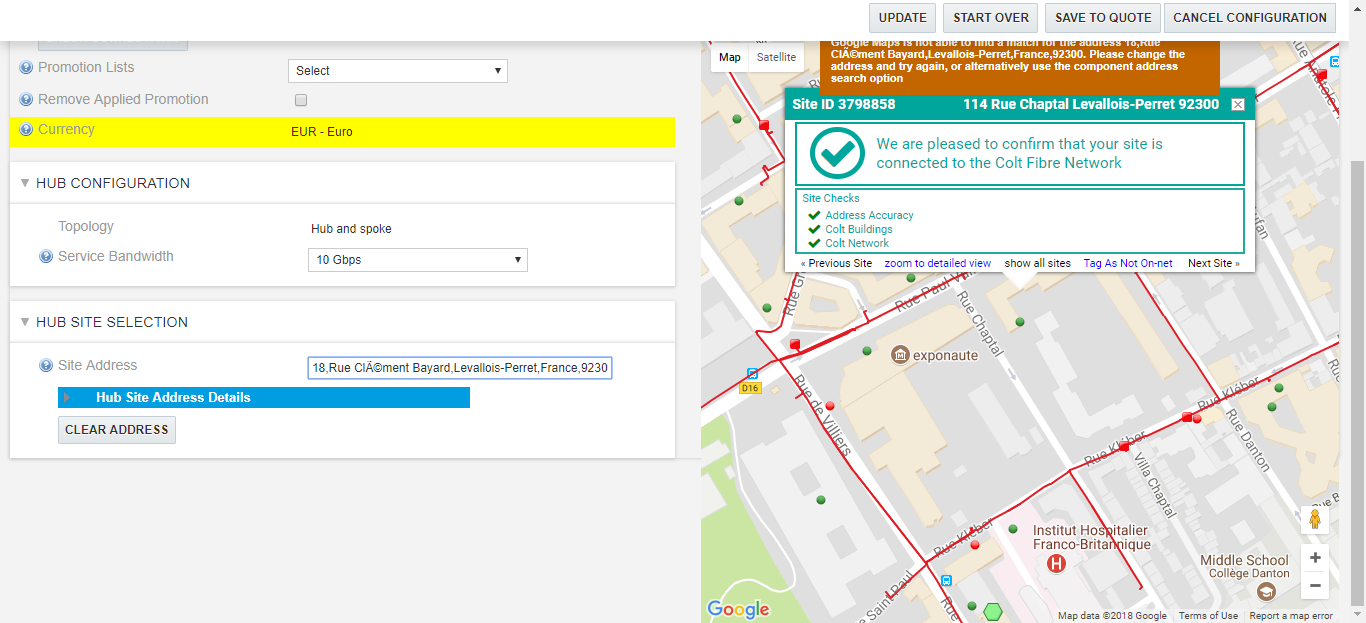 UPDATE
START OVER
SAVE TO QUOTE
CANCEL CONFIGURATION
Promotion Lists
Select
Remove Applied Promotion
Currency
EUR - Euro
HUB CONFIGURATION
Topology
Hub and spoke
Service Bandwidth
10 Gbps
HUB SITE SELECTION
Site Address
18,Rue ClÃ©ment Bayard,Levallois-Perret,France,9230
Hub Site Address Details
CLEAR ADDRESS
Map
Satellite
Google Maps is not able to find a match for the address 18,Rue
ClÃ©ment Bayard,Levallois-Perret,France,92300. Please change the
address and try again, or alternatively use the component address
search option
Site ID 3798858
114 Rue Chaptal Levallois-Perret 92300
We are pleased to confirm that your site is
connected to the Colt Fibre Network
Site Checks
Address Accuracy
Colt Buildings
Colt Network
« Previous Site
zoom to detailed view
show all sites
Tag As Not On-net
Next Site »
Rue Paul
Rue Chaptal
exponaute
D16
Rue de Villiers
Rue Kléber
Rue Danton
Rue Kléber
Villa Chaptal
Rue Kléber
Institut Hospitalier
Franco-Britannique
H
Middle School
Collège Danton
Saint Paul
Rue
Google
Map data ©2018 Google
Terms of Use
Report a map error